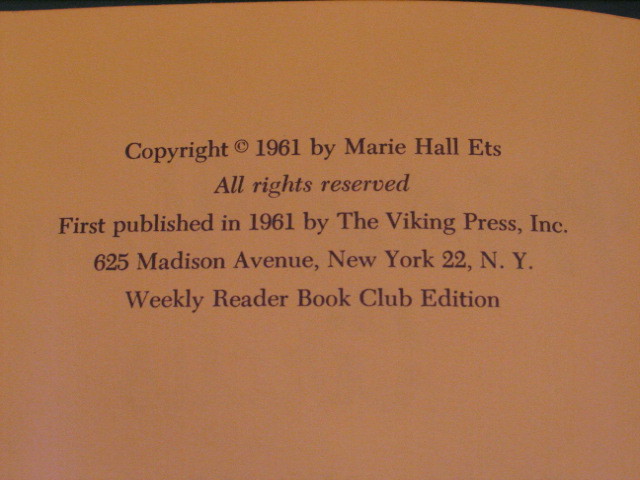 Copyright © 1961 by Marie Hall Ets
All rights reserved
First published in 1961 by The Viking Press, Inc.
625 Madison Avenue, New York 22, N. Y.
Weekly Reader Book Club Edition